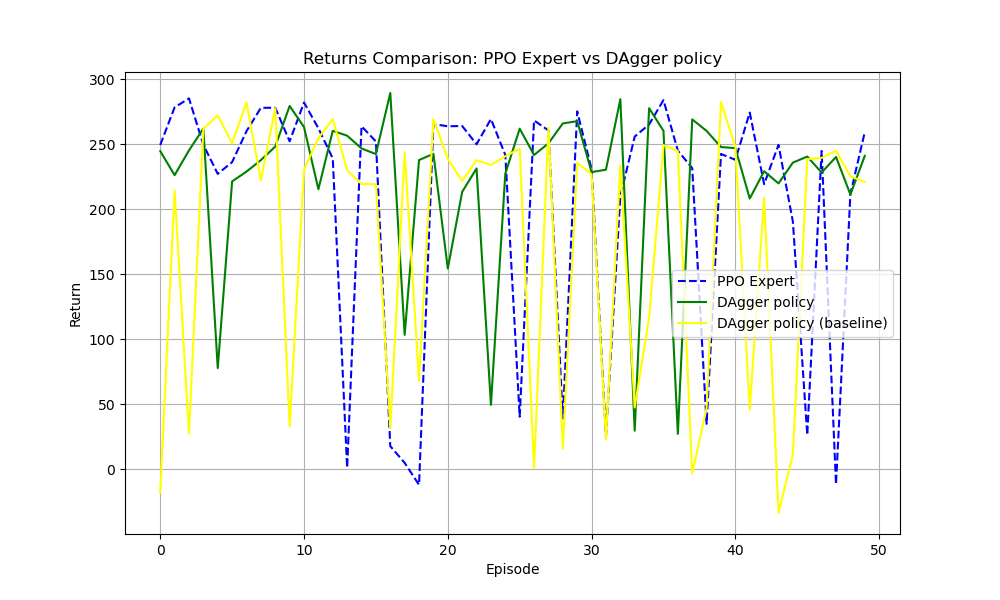 Returns Comparison: PPO Expert vs DAgger policy
300
250
200
150
100
50
0
Return
PPO Expert
DAgger policy
DAgger policy (baseline)
0
10
20
30
40
50
Episode